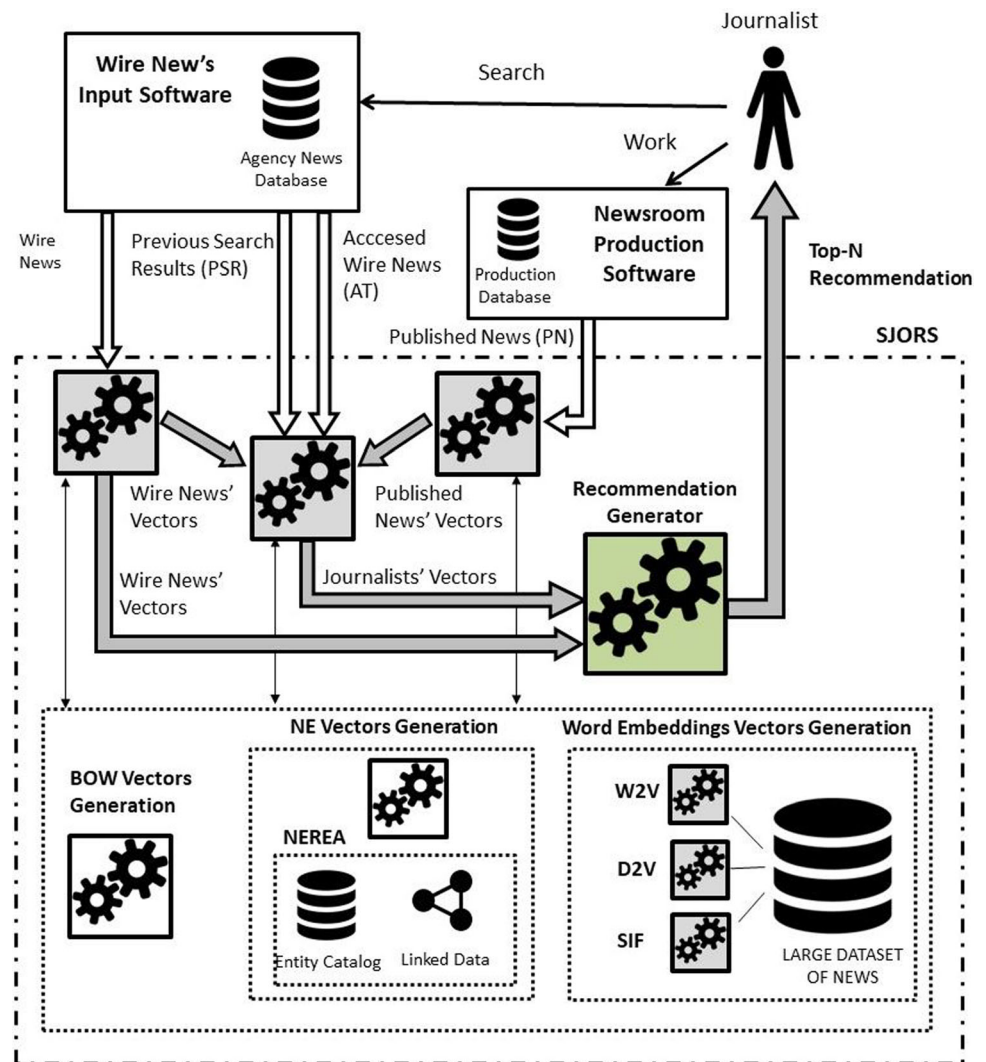 Journalist
Wire New's
Input Software
Search
Agency News
Database
Work
Newsroom
Production
Software
Production
Database
Wire
News
Previous Search
Results (PSR)
Acccesed
Wire News
(AT)
Top-N
Recommendation
Published News (PN)
SJORS
Wire News'
Vectors
Published
News' Vectors
Recommendation
Generator
Wire News'
Vectors
Journalists' Vectors
NE Vectors Generation
Word Embeddings Vectors Generation
BOW Vectors
Generation
NEREA
Entity Catalog
Linked Data
W2V
D2V
SIF
LARGE DATASET
OF NEWS